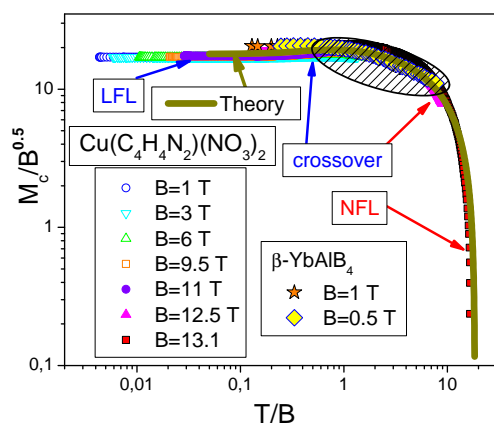 10
1
0,1
M_c/B^0.5
0,01
0,1
1
10
T/B
LFL
Theory
Cu(C₄H₄N₂)(NO₃)₂
crossover
NFL
B=1 T
B=3 T
B=6 T
B=9.5 T
B=11 T
B=12.5 T
B=13.1
β-YbAlB₄
B=1 T
B=0.5 T